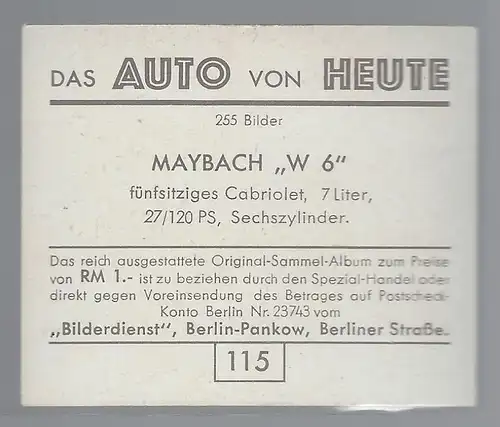 DAS AUTO VON HEUTE
255 Bilder
MAYBACH „W 6"
fünfsitziges Cabriolet, 7 Liter,
27/120 PS, Sechszylinder.
Das reich ausgestattete Original-Sammel-Album zum Preise
von RM 1.- ist zu beziehen durch den Spezial-Handel oder
direkt gegen Voreinsendung des Betrages auf Postscheck-
Konto Berlin Nr. 23743 vom
„Bilderdienst", Berlin-Pankow, Berliner Straße.
115